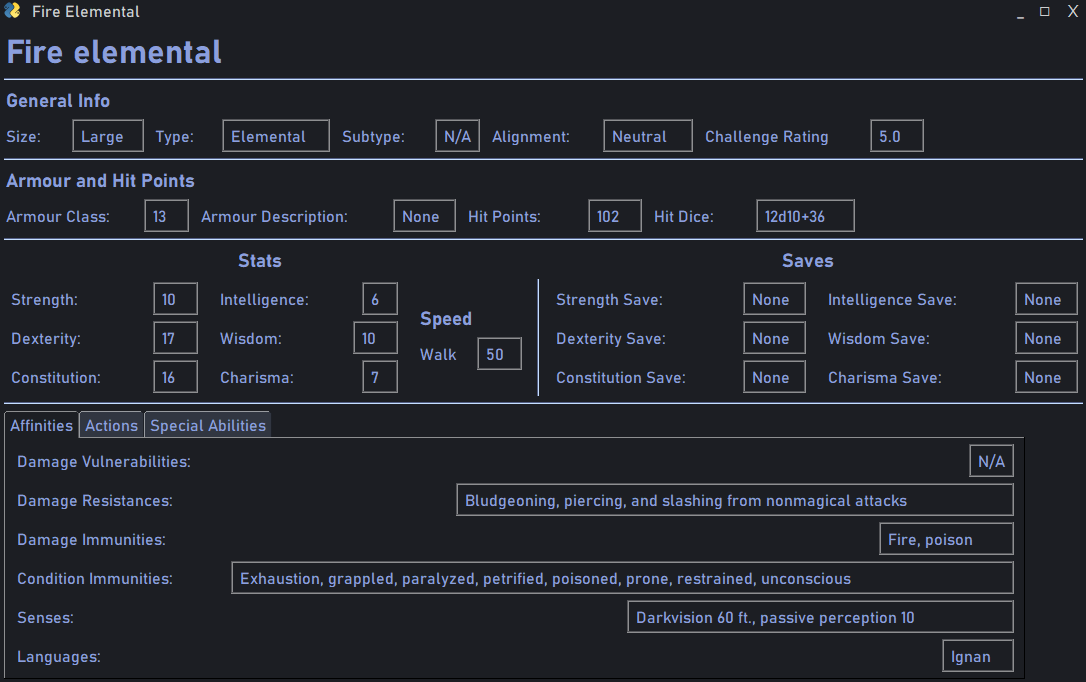 Fire Elemental
Fire elemental
General Info
Size: Large Type: Elemental Subtype: N/A Alignment: Neutral Challenge Rating 5.0
Armour and Hit Points
Armour Class: 13 Armour Description: None Hit Points: 102 Hit Dice: 12d10+36
Stats
Strength: 10 Intelligence: 6
Dexterity: 17 Wisdom: 10
Constitution: 16 Charisma: 7
Speed
Walk 50
Saves
Strength Save: None Intelligence Save: None
Dexterity Save: None Wisdom Save: None
Constitution Save: None Charisma Save: None
Affinities Actions Special Abilities
Damage Vulnerabilities: N/A
Damage Resistances: Bludgeoning, piercing, and slashing from nonmagical attacks
Damage Immunities: Fire, poison
Condition Immunities: Exhaustion, grappled, paralyzed, petrified, poisoned, prone, restrained, unconscious
Senses: Darkvision 60 ft., passive perception 10
Languages: Ignan